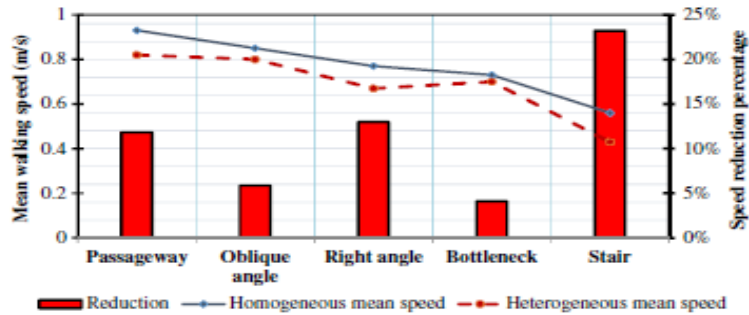 Mean walking speed (m/s)
1
0.8
0.6
0.4
0.2
0
25%
20%
15%
10%
5%
0%
Speed reduction percentage
Passageway
Oblique
angle
Right angle
Bottleneck
Stair
Reduction
Homogeneous mean speed
Heterogeneous mean speed